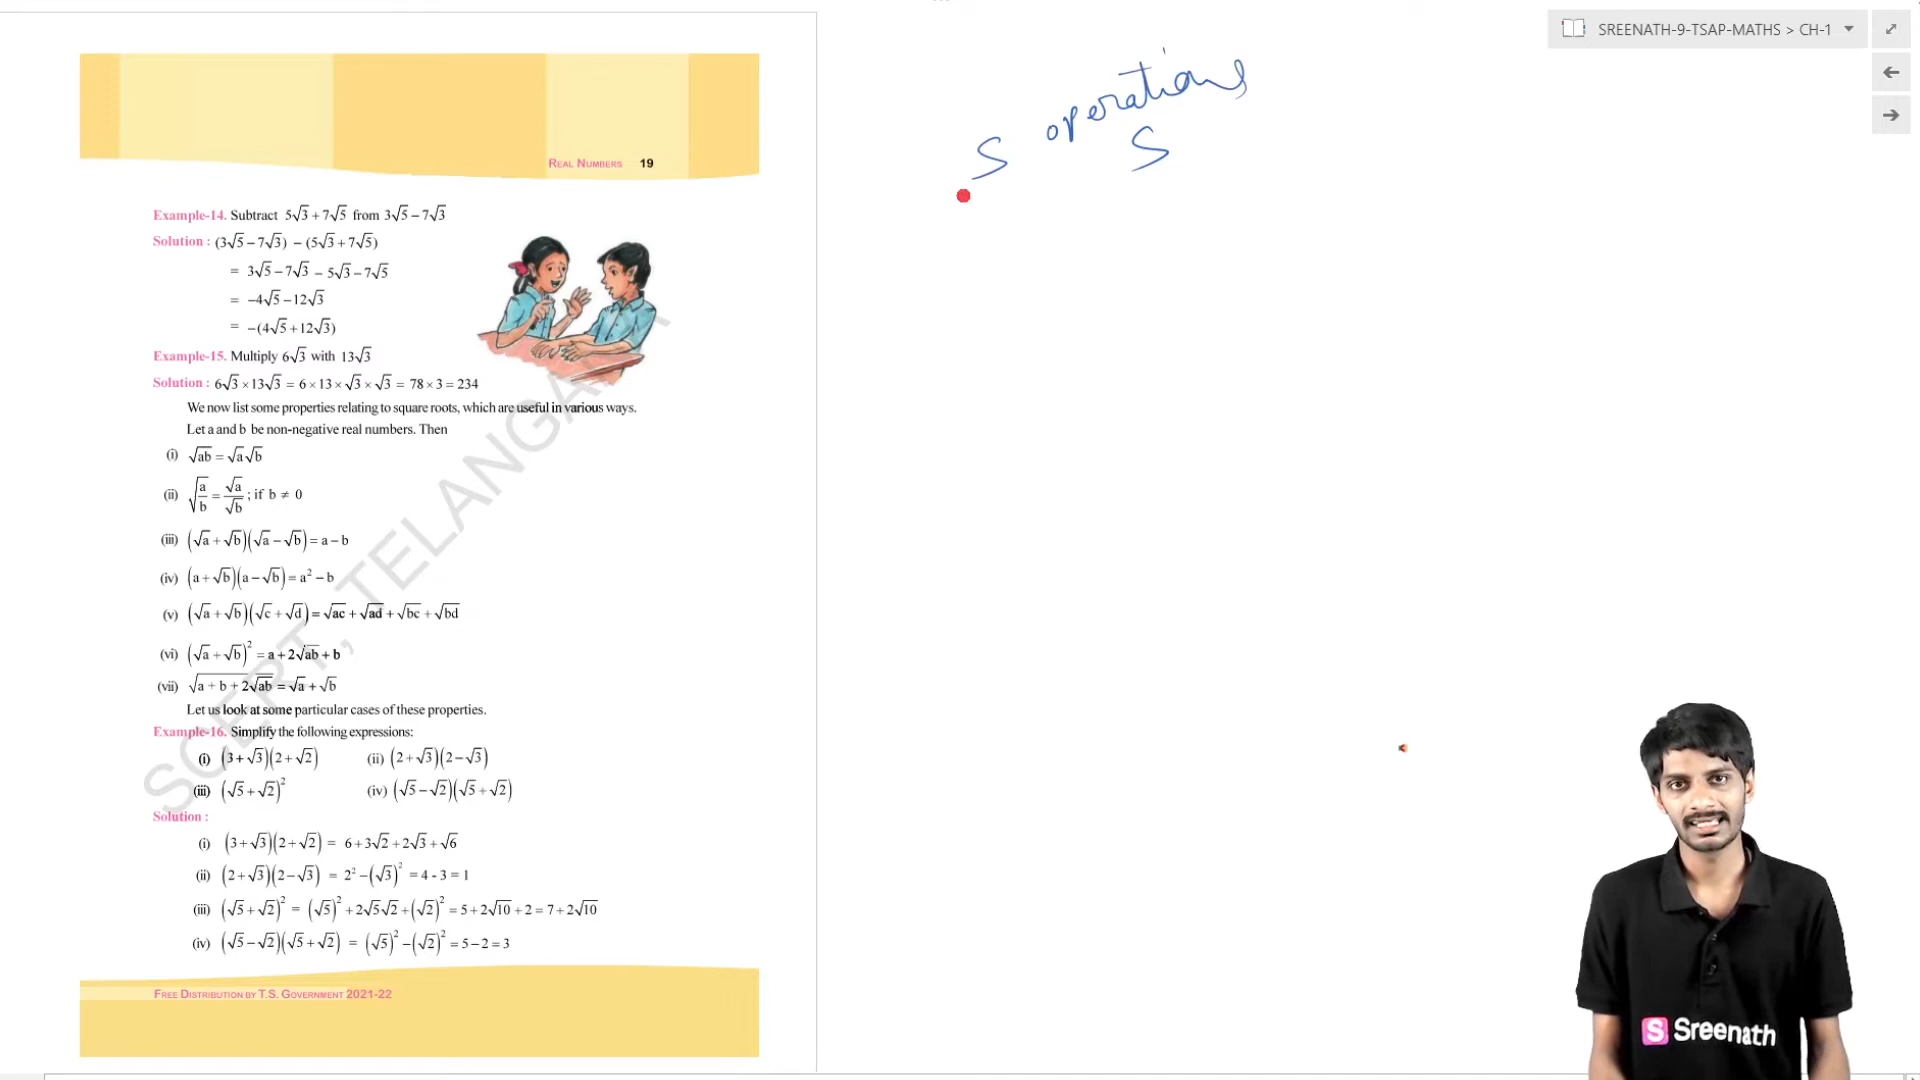 REAL NUMBERS 19
Example-14. Subtract 5√3 + 7√5 from 3√5 − 7√3
Solution : (3√5 − 7√3) − (5√3 + 7√5)
= 3√5 − 7√3 − 5√3 − 7√5
= −4√5 − 12√3
= −(4√5 + 12√3)
Example-15. Multiply 6√3 with 13√3
Solution : 6√3 × 13√3 = 6 × 13 × √3 × √3 = 78 × 3 = 234
We now list some properties relating to square roots, which are useful in various ways.
Let a and b be non-negative real numbers. Then
(i) √ab = √a√b
(ii) √(a/b) = √a/√b ; if b ≠ 0
(iii) (√a + √b)(√a − √b) = a − b
(iv) (a + √b)(a − √b) = a² − b
(v) (√a + √b)(√c + √d) = √ac + √ad + √bc + √bd
(vi) (√a + √b)² = a + 2√ab + b
(vii) √(a + b + 2√ab) = √a + √b
Let us look at some particular cases of these properties.
Example-16. Simplify the following expressions:
(i) (3 + √3)(2 + √2) (ii) (2 + √3)(2 − √3)
(iii) (√5 + √2)² (iv) (√5 − √2)(√5 + √2)
Solution :
(i) (3 + √3)(2 + √2) = 6 + 3√2 + 2√3 + √6
(ii) (2 + √3)(2 − √3) = 2² − (√3)² = 4 - 3 = 1
(iii) (√5 + √2)² = (√5)² + 2√5√2 + (√2)² = 5 + 2√10 + 2 = 7 + 2√10
(iv) (√5 − √2)(√5 + √2) = (√5)² − (√2)² = 5 − 2 = 3
FREE DISTRIBUTION BY T.S. GOVERNMENT 2021-22
SCERT, TELANGA
operations
S S
SREENATH-9-TSAP-MATHS > CH-1
S Sreenath